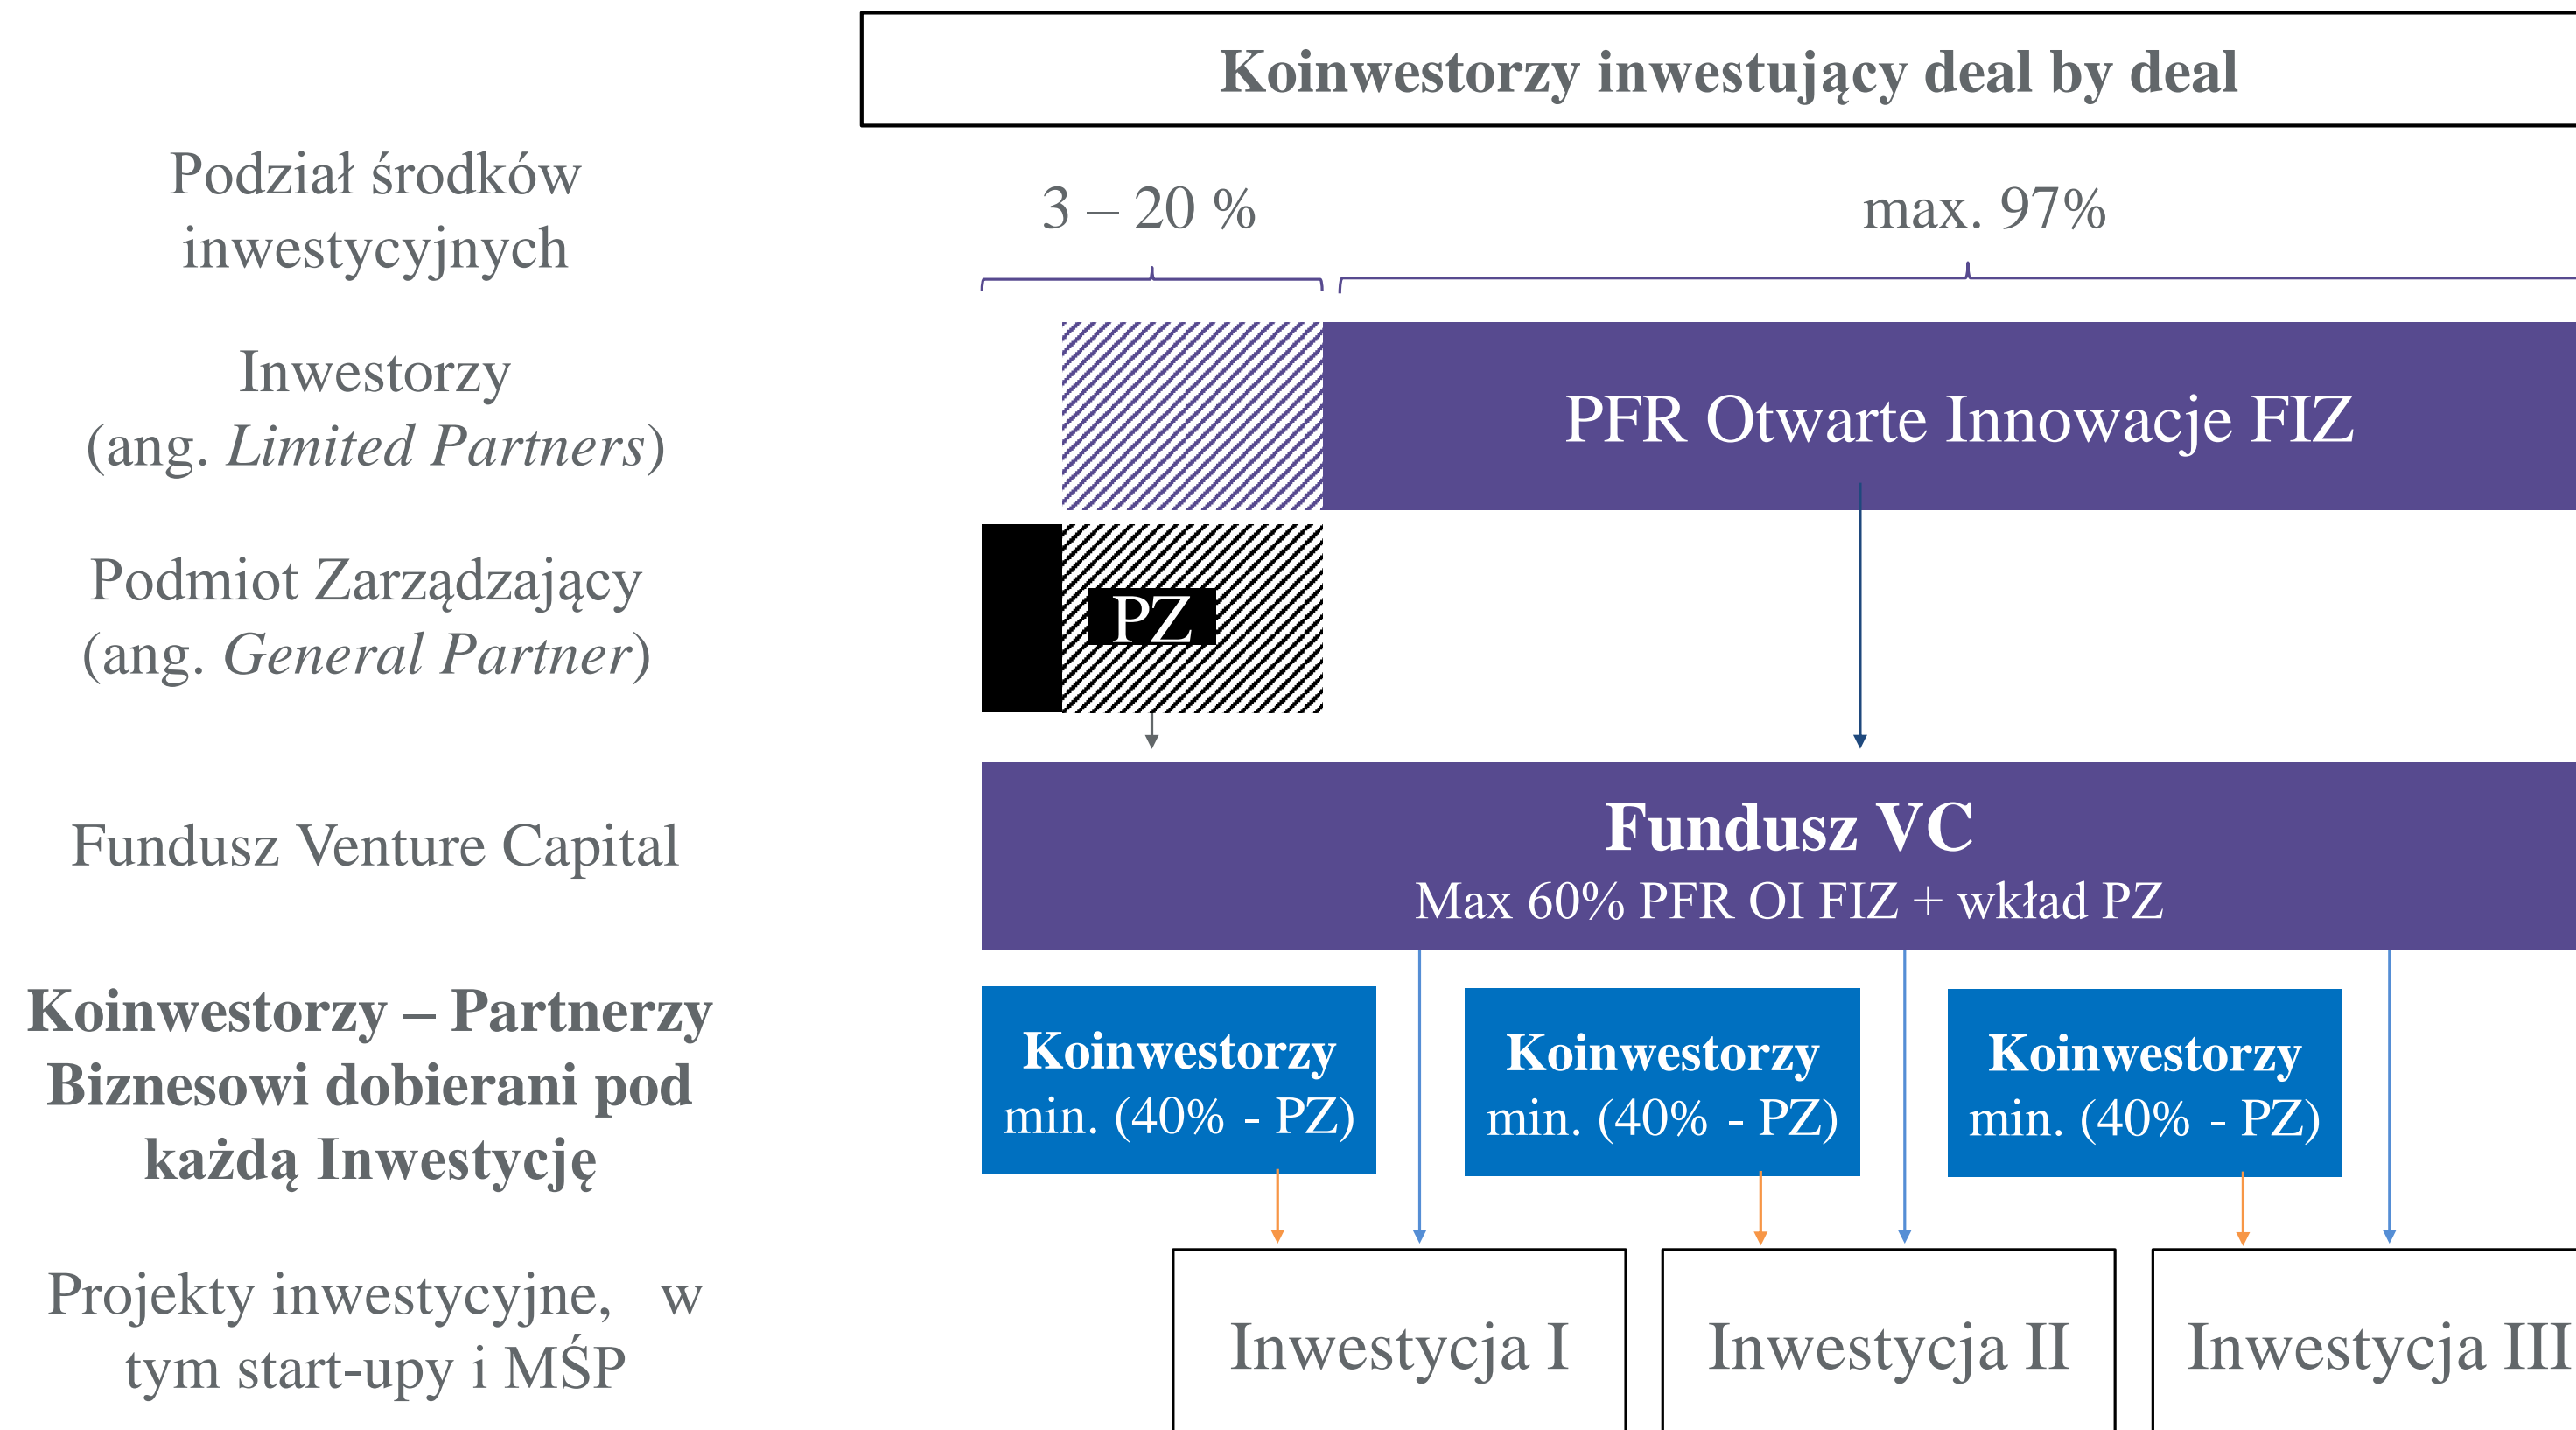 Koinwestorzy inwestujący deal by deal
Podział środków
inwestycyjnych
3 – 20 %
max. 97%
Inwestorzy
(ang. Limited Partners)
PFR Otwarte Innowacje FIZ
Podmiot Zarządzający
(ang. General Partner)
PZ
Fundusz Venture Capital
Fundusz VC
Max 60% PFR OI FIZ + wkład PZ
Koinwestorzy – Partnerzy
Biznesowi dobierani pod
każdą Inwestycję
Koinwestorzy
min. (40% - PZ)
Koinwestorzy
min. (40% - PZ)
Koinwestorzy
min. (40% - PZ)
Projekty inwestycyjne, w
tym start-upy i MŚP
Inwestycja I
Inwestycja II
Inwestycja III